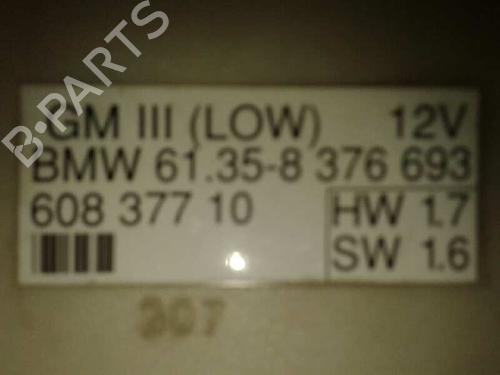 B-PARTS
GM III (LOW) 12V
BMW 61.35-8 376 693
608 377 10
HW 1.7
SW 1.6
307